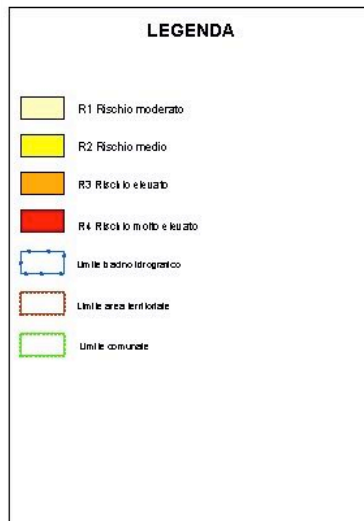 LEGENDA
R1 Rischio moderato
R2 Rischio medio
R3 Rischio elevato
R4 Rischio molto elevato
Limite bacino idrografico
Limite area territoriale
Limite comunale